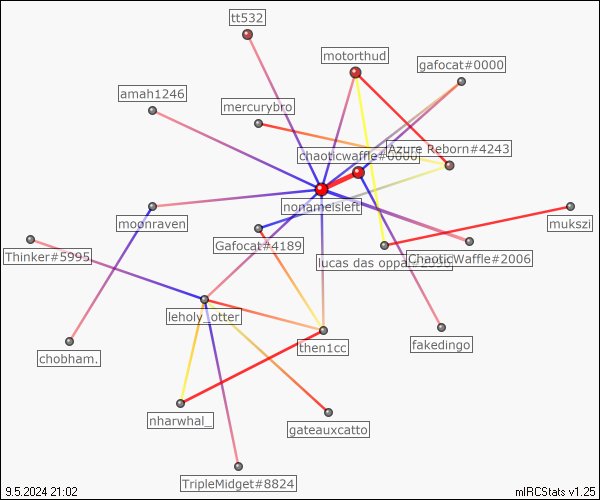 tt532
motorthud
gafocat#0000
amah1246
mercurybro
Azure Reborn#4243
chaoticwaffle#0000
nonameisleft
moonraven
mukszi
Gafocat#4189
Thinker#5995
ChaoticWaffle#2006
lucas das oppa
leholy_otter
fakedingo
then1cc
chobham.
nharwhal_
gateauxcatto
TripleMidget#8824
9.5.2024 21:02
mIRCStats v1.25